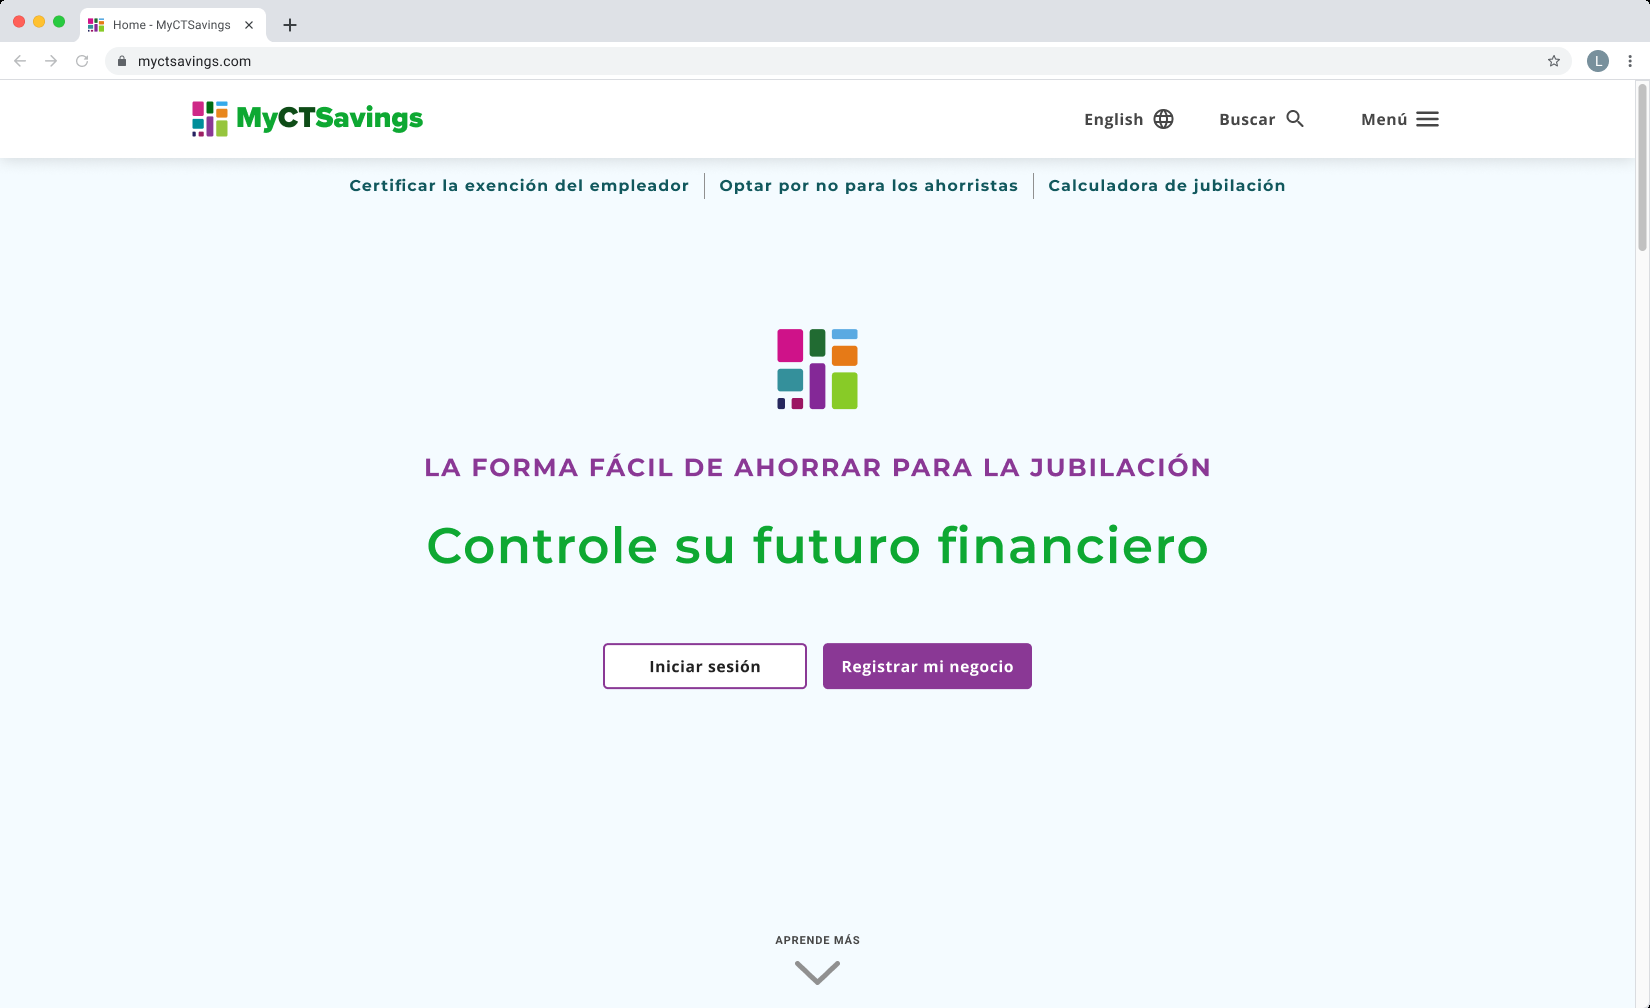 Home - MyCTSavings
myctsavings.com
L
MyCTSavings
English
Buscar
Menú
Certificar la exención del empleador
Optar por no para los ahorristas
Calculadora de jubilación
LA FORMA FÁCIL DE AHORRAR PARA LA JUBILACIÓN
Controle su futuro financiero
Iniciar sesión
Registrar mi negocio
APRENDE MÁS